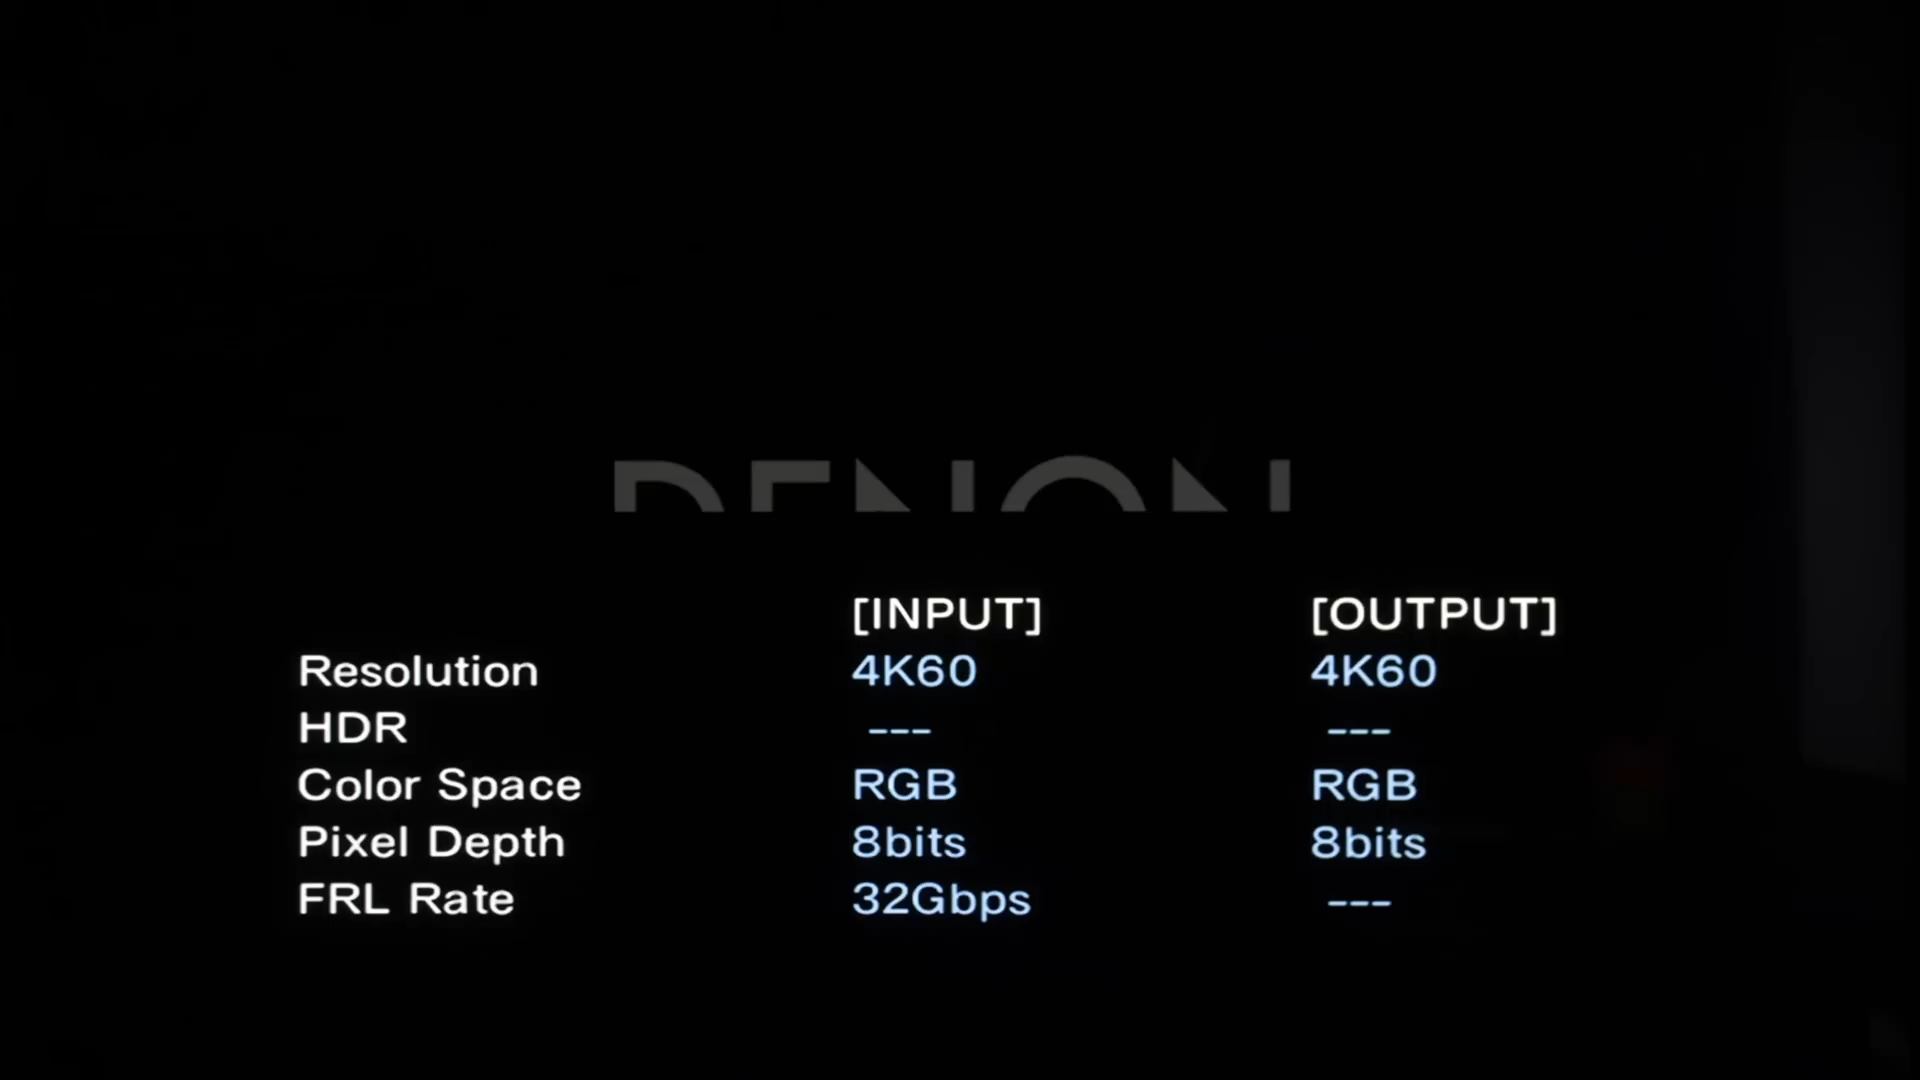 DENON
[INPUT] [OUTPUT]
Resolution 4K60 4K60
HDR --- ---
Color Space RGB RGB
Pixel Depth 8bits 8bits
FRL Rate 32Gbps ---